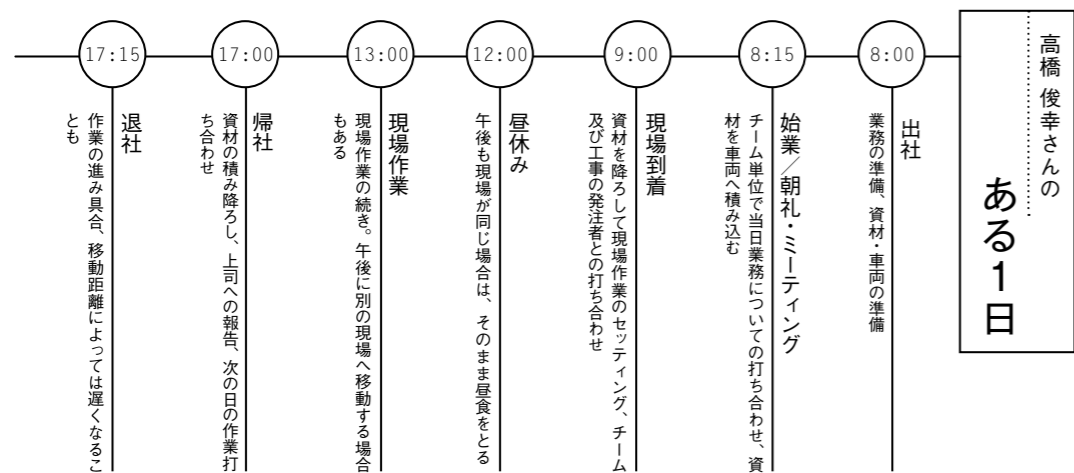 高橋 俊幸さんの
ある1日
8:00
出社
業務の準備、資材・車両の準備
8:15
始業／朝礼・ミーティング
チーム単位で当日業務についての打ち合わせ、資
材を車両へ積み込む
9:00
現場到着
資材を降ろして現場作業のセッティング、チーム
及び工事の発注者との打ち合わせ
12:00
昼休み
午後も現場が同じ場合は、そのまま昼食をとる
13:00
現場作業
現場作業の続き。午後に別の現場へ移動する場合
もある
17:00
帰社
資材の積み降ろし、上司への報告、次の日の作業打
ち合わせ
17:15
退社
作業の進み具合、移動距離によっては遅くなるこ
とも